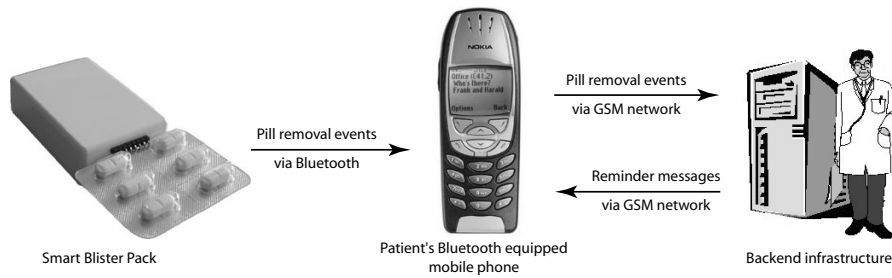 NOKIA
Office (C41.2)
Who's there?
Frank and Harald
Options Back
Pill removal events
via Bluetooth
Pill removal events
via GSM network
Reminder messages
via GSM network
Smart Blister Pack
Patient's Bluetooth equipped
mobile phone
Backend infrastructure